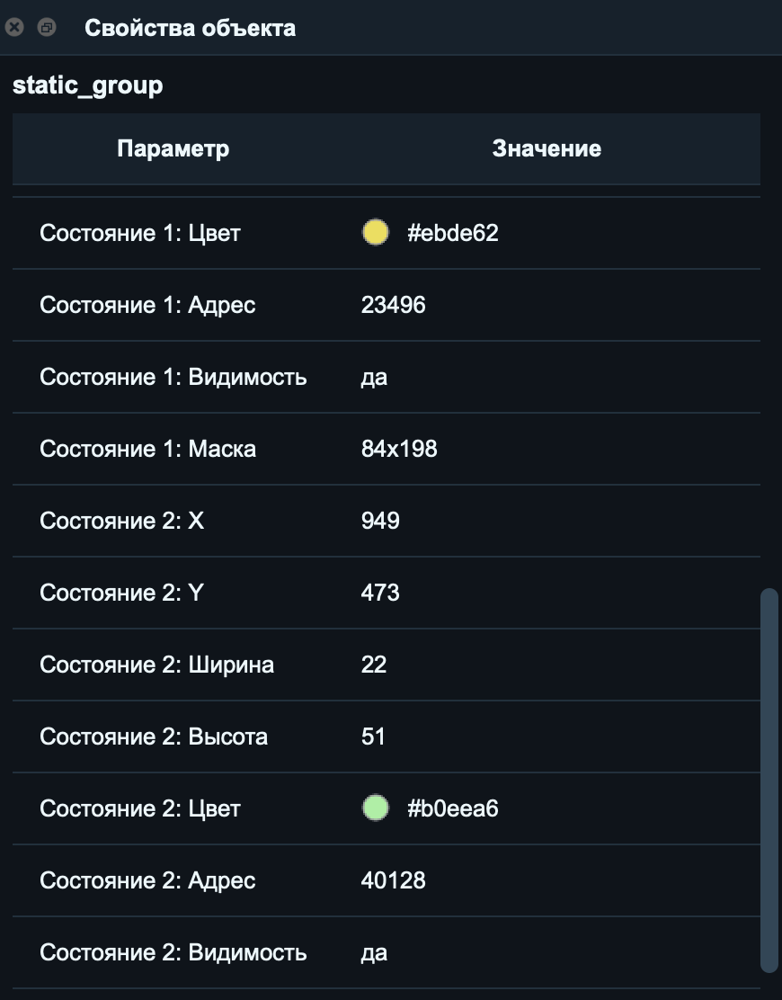 Свойства объекта
static_group
Параметр Значение
Состояние 1: Цвет #ebde62
Состояние 1: Адрес 23496
Состояние 1: Видимость да
Состояние 1: Маска 84x198
Состояние 2: X 949
Состояние 2: Y 473
Состояние 2: Ширина 22
Состояние 2: Высота 51
Состояние 2: Цвет #b0eea6
Состояние 2: Адрес 40128
Состояние 2: Видимость да